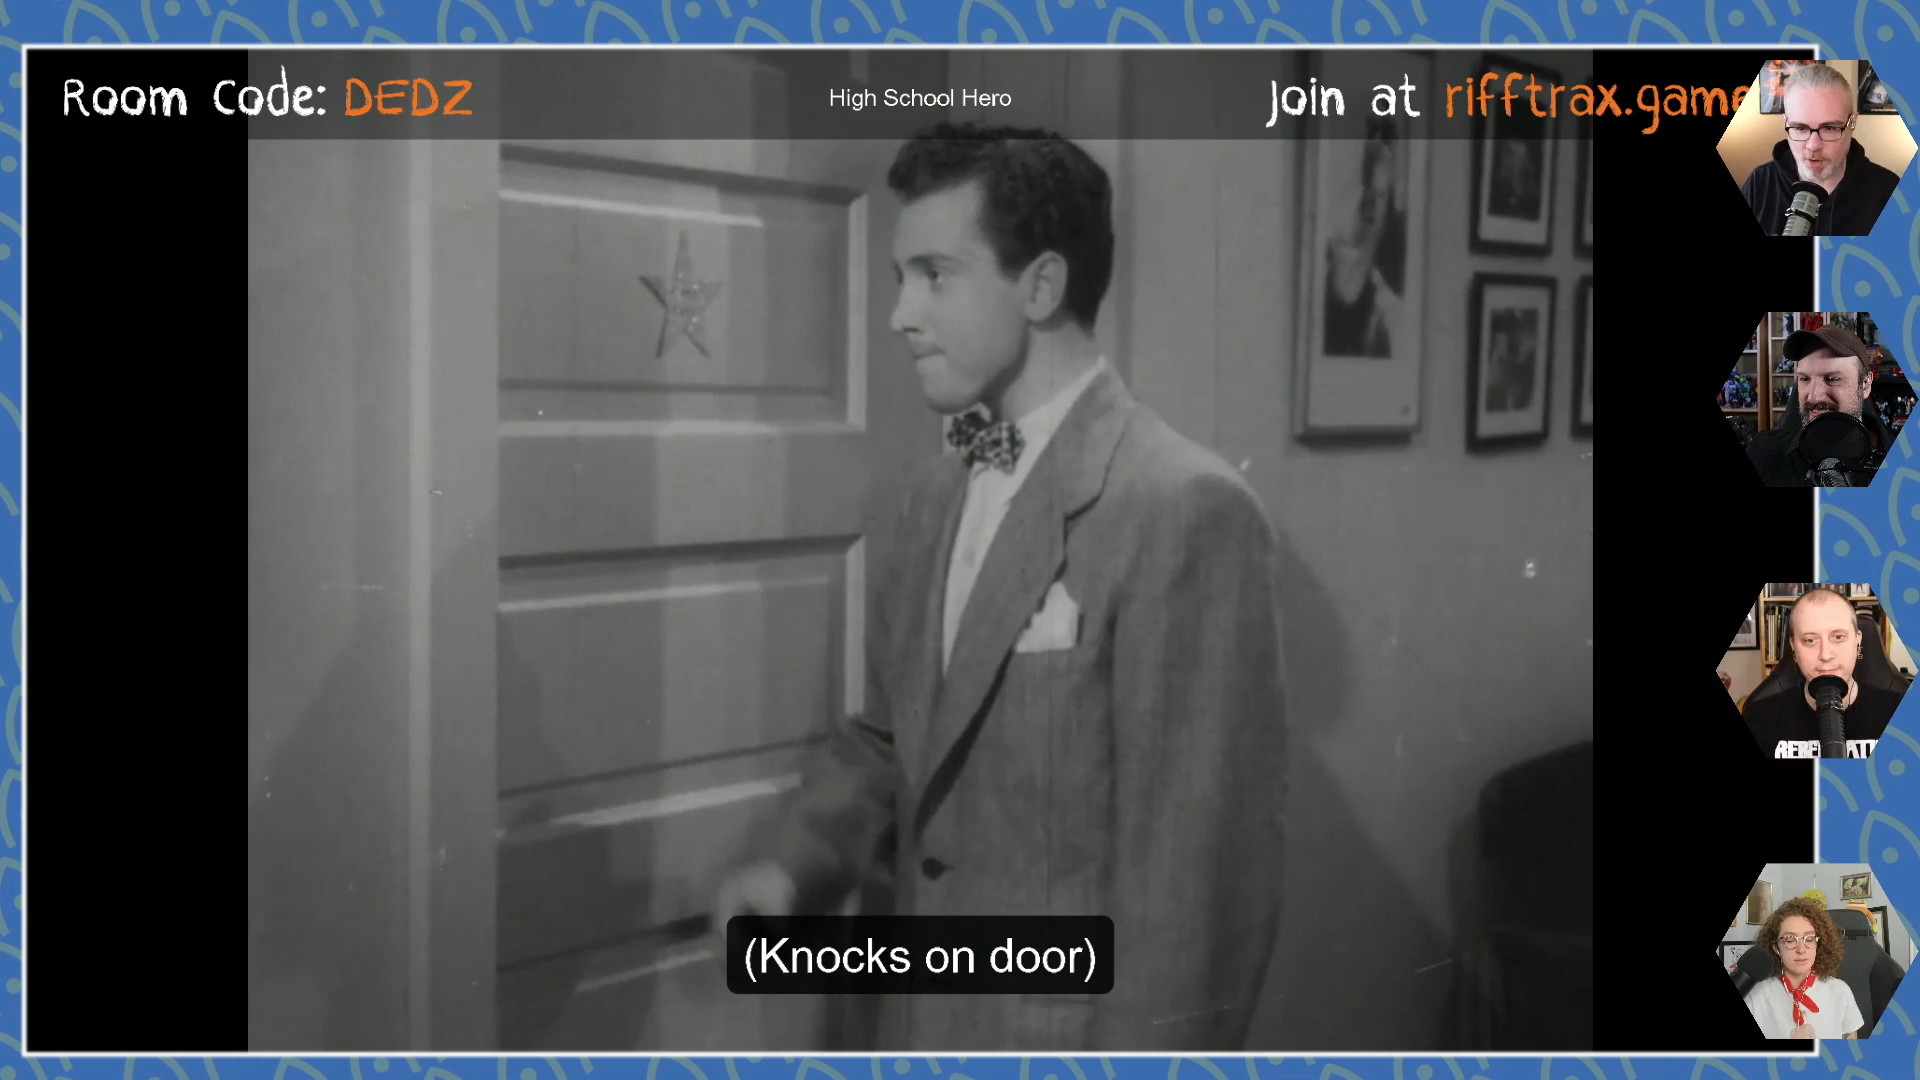 Room Code: DEDZ
High School Hero
Join at rifftrax.game
(Knocks on door)